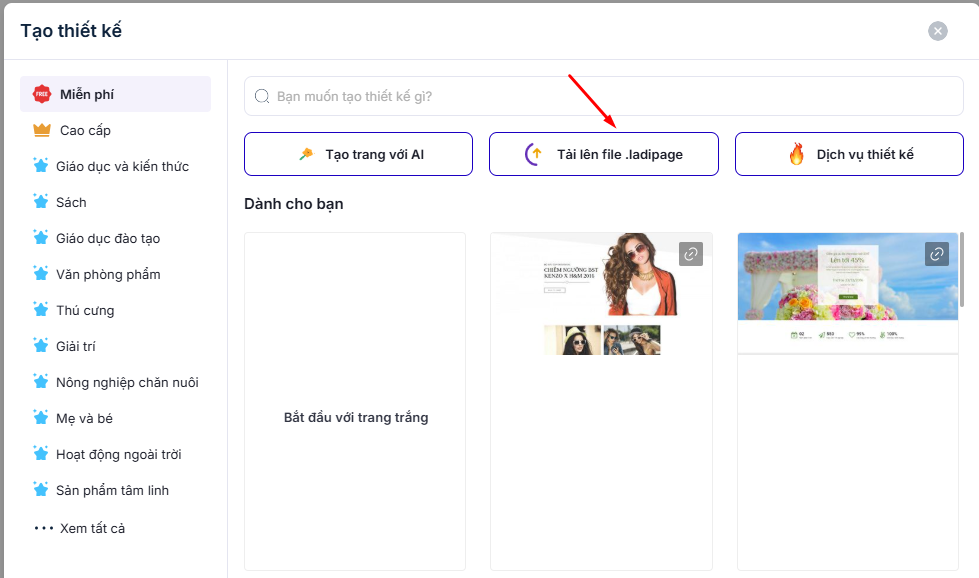 Tạo thiết kế
FREE
Miễn phí
Cao cấp
Giáo dục và kiến thức
Sách
Giáo dục đào tạo
Văn phòng phẩm
Thú cưng
Giải trí
Nông nghiệp chăn nuôi
Mẹ và bé
Hoạt động ngoài trời
Sản phẩm tâm linh
Xem tất cả
Bạn muốn tạo thiết kế gì?
Tạo trang với AI
Tải lên file .ladipage
Dịch vụ thiết kế
Dành cho bạn
Bắt đầu với trang trắng
CHIÊM NGƯỠNG BST
KENZO X H&M 2016
Lên tới 45%